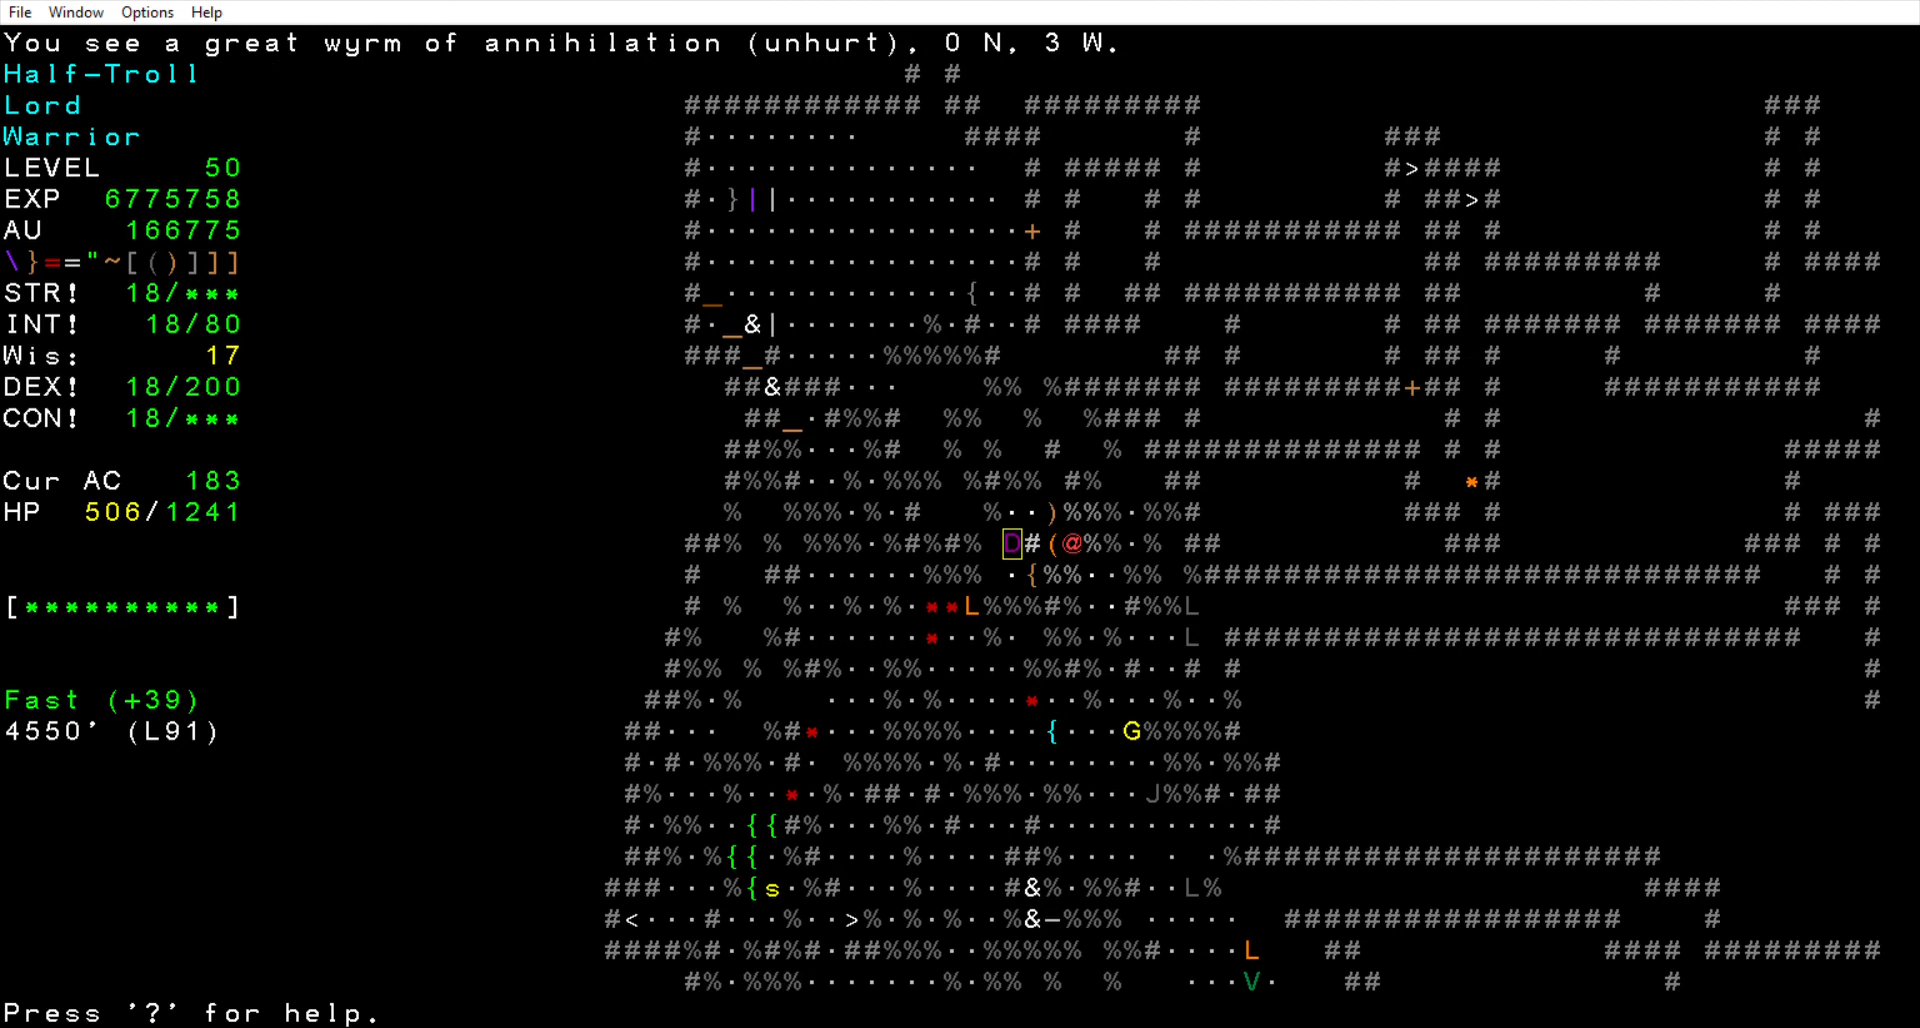 File Window Options Help
You see a great wyrm of annihilation (unhurt), 0 N, 3 W.
Half-Troll
Lord
Warrior
LEVEL 50
EXP 6775758
AU 166775
\}=="~[()]]]
STR! 18/***
INT! 18/80
Wis: 17
DEX! 18/200
CON! 18/***
Cur AC 183
HP 506/1241
[**********]
Fast (+39)
4550' (L91)
Press '?' for help.